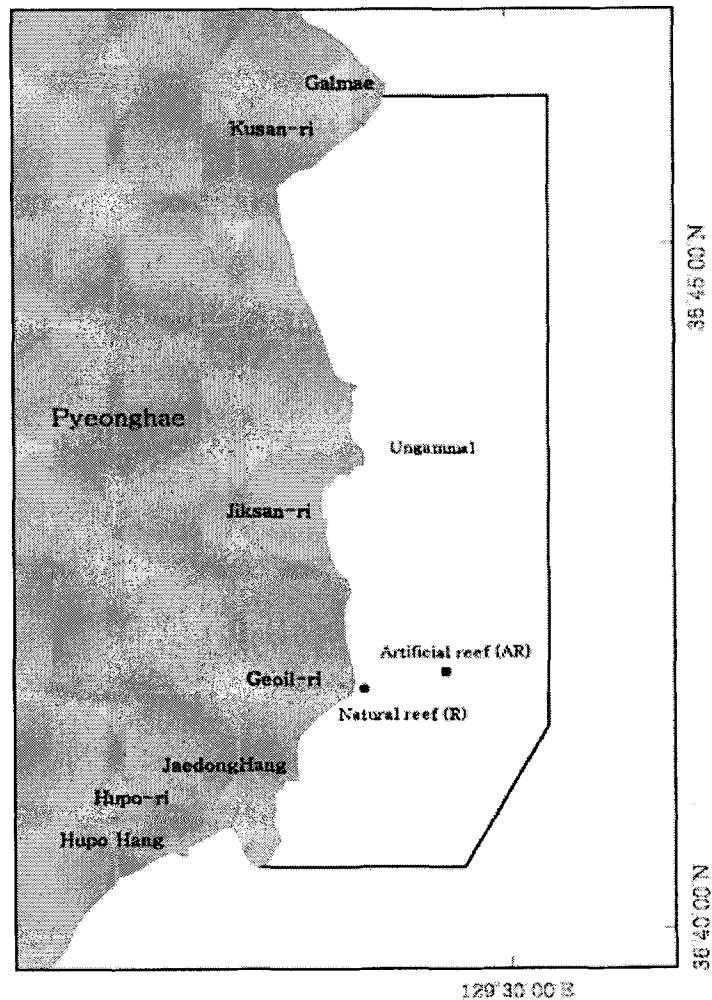 Galmae
Kusan-ri
36°45'00"N
Pyeonghae
Ungammal
Jiksan-ri
Artificial reef (AR)
Geoil-ri
Natural reef (R)
JaedongHang
Hupo-ri
Hupo Hang
36°40'00"N
129°30'00"E